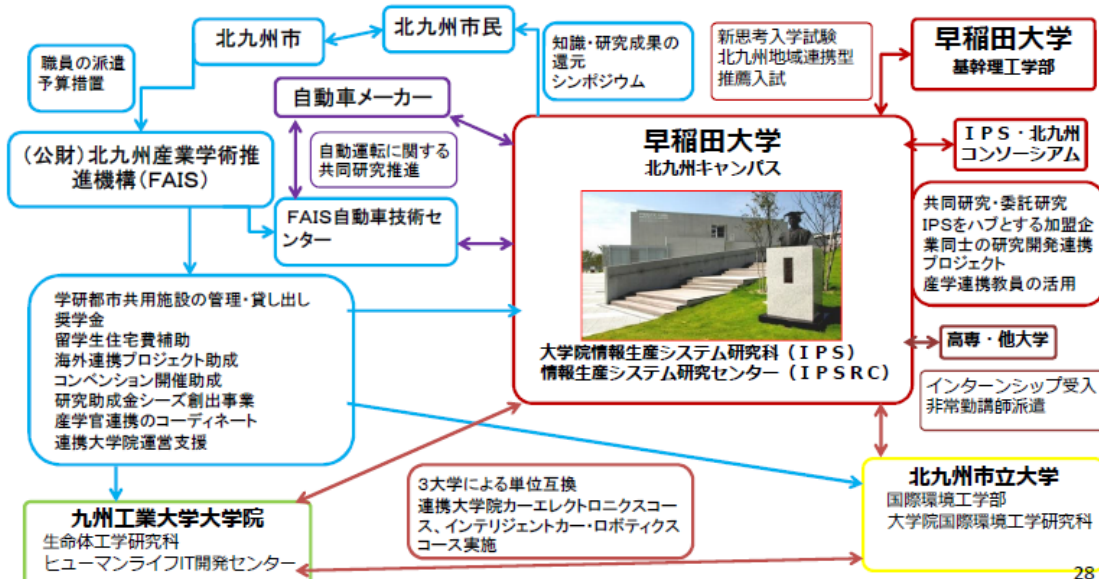 北九州市
北九州市民
職員の派遣
予算措置
知識・研究成果の
還元
シンポジウム
新思考入学試験
北九州地域連携型
推薦入試
早稲田大学
基幹理工学部
自動車メーカー
(公財)北九州産業学術推
進機構(FAIS)
自動運転に関する
共同研究推進
FAIS自動車技術セ
ンター
早稲田大学
北九州キャンパス
大学院情報生産システム研究科(IPS)
情報生産システム研究センター(IPSRC)
IPS・北九州
コンソーシアム
共同研究・委託研究
IPSをハブとする加盟企
業同士の研究開発連携
プロジェクト
産学連携教員の活用
高専・他大学
インターンシップ受入
非常勤講師派遣
学研都市共用施設の管理・貸し出し
奨学金
留学生住宅費補助
海外連携プロジェクト助成
コンベンション開催助成
研究助成金シーズ創出事業
産学官連携のコーディネート
連携大学院運営支援
九州工業大学大学院
生命体工学研究科
ヒューマンライフIT開発センター
3大学による単位互換
連携大学院カーエレクトロニクスコー
ス、インテリジェントカー・ロボティクス
コース実施
北九州市立大学
国際環境工学部
大学院国際環境工学研究科
28